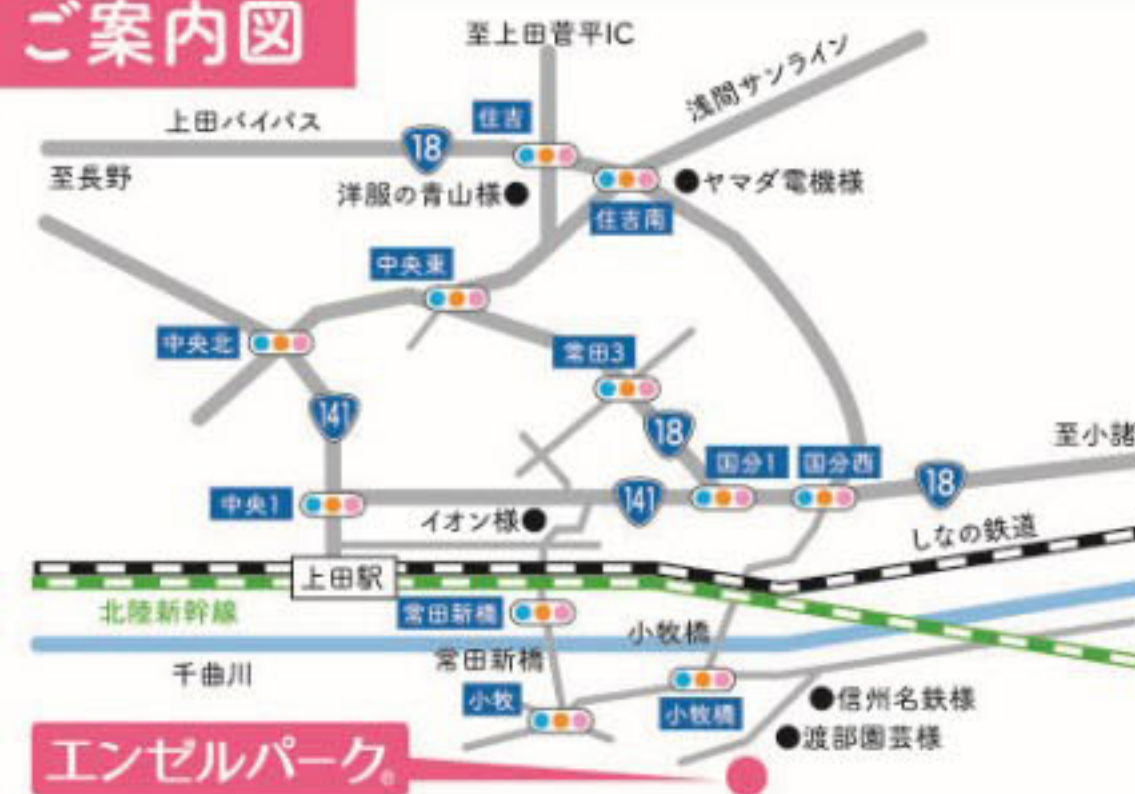 ご案内図
至上田菅平IC
浅間サンライン
住吉
上田バイパス
18
至長野
洋服の青山様●
●ヤマダ電機様
住吉南
中央東
中央北
常田3
141
18
至小諸
国分1
国分西
18
中央1
141
イオン様●
しなの鉄道
上田駅
北陸新幹線
常田新橋
小牧橋
常田新橋
千曲川
小牧
小牧橋
●信州名鉄様
●渡部園芸様
エンゼルパーク®